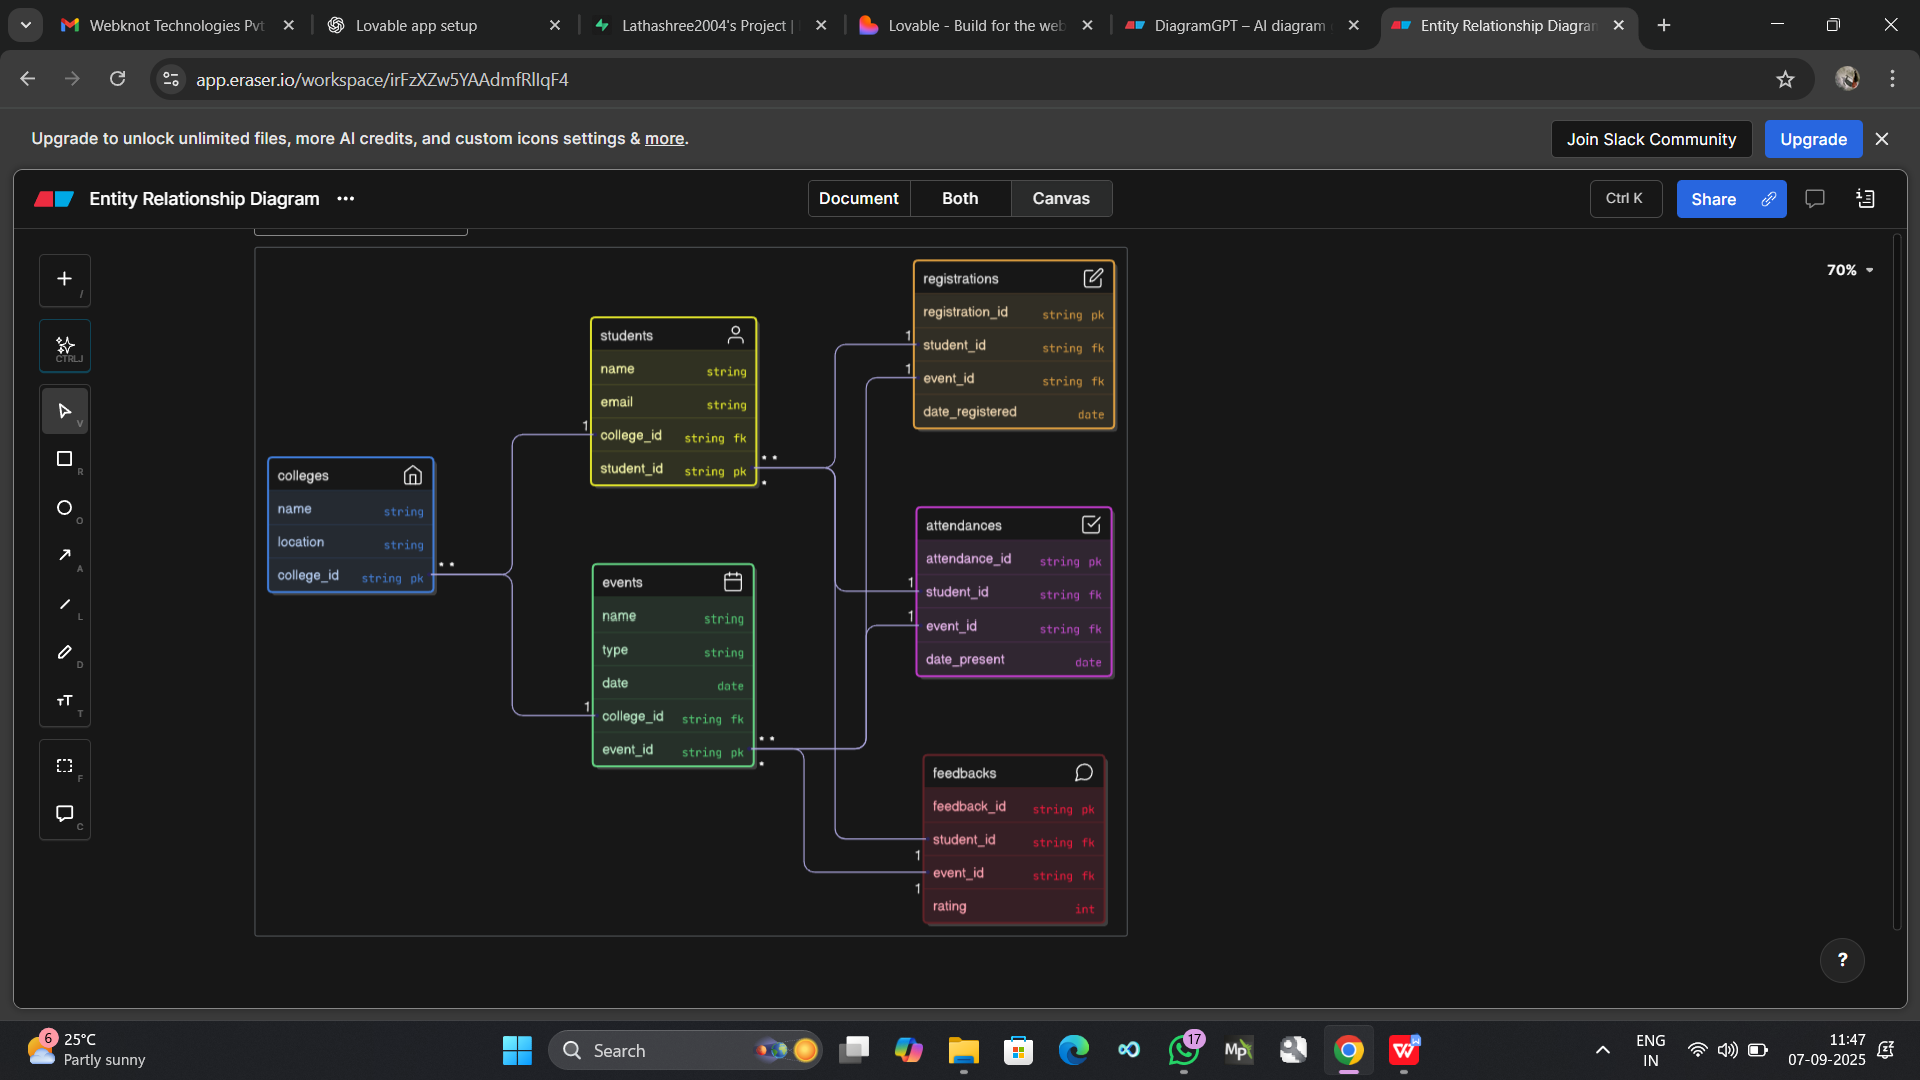 Webknot Technologies Pvt
Lovable app setup
Lathashree2004's Project |
Lovable - Build for the web
DiagramGPT – AI diagram
Entity Relationship Diagram
app.eraser.io/workspace/irFzXZw5YAAdmfRlIqF4
Upgrade to unlock unlimited files, more AI credits, and custom icons settings & more.
Join Slack Community
Upgrade
Entity Relationship Diagram
Document
Both
Canvas
Ctrl K
Share
70%
/
CTRLJ
V
R
O
A
L
D
T
F
C
colleges
name string
location string
college_id string pk
* *
students
name string
email string
1
college_id string fk
student_id string pk
* *
*
events
name string
type string
date date
1
college_id string fk
event_id string pk
* *
*
registrations
registration_id string pk
1
student_id string fk
1
event_id string fk
date_registered date
attendances
attendance_id string pk
1
student_id string fk
1
event_id string fk
date_present date
feedbacks
feedback_id string pk
student_id string fk
1
event_id string fk
1
rating int
?
6
25°C
Partly sunny
Search
17
Mp
W
ENG
IN
11:47
07-09-2025